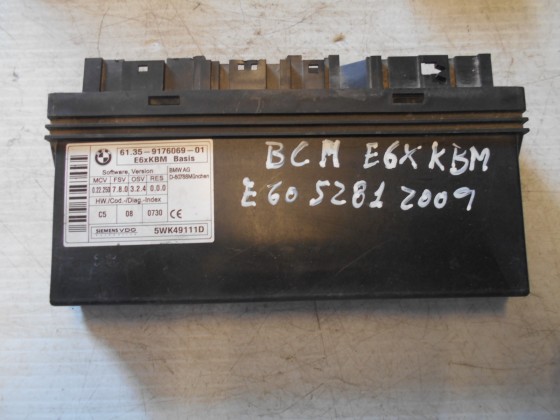 BMW
61.35-9176069-01
E6xKBM Basis
Software, Version
BMW AG
MCV FSV OSV RES
D-80788München
0.22.250 7.8.0 3.2.4 0,0.0
HW./Cod.-/Diag.-Index
C5 08 0730 CE
SIEMENS VDO 5WK49111D
BCM E6X KBM
E60 5281 2009